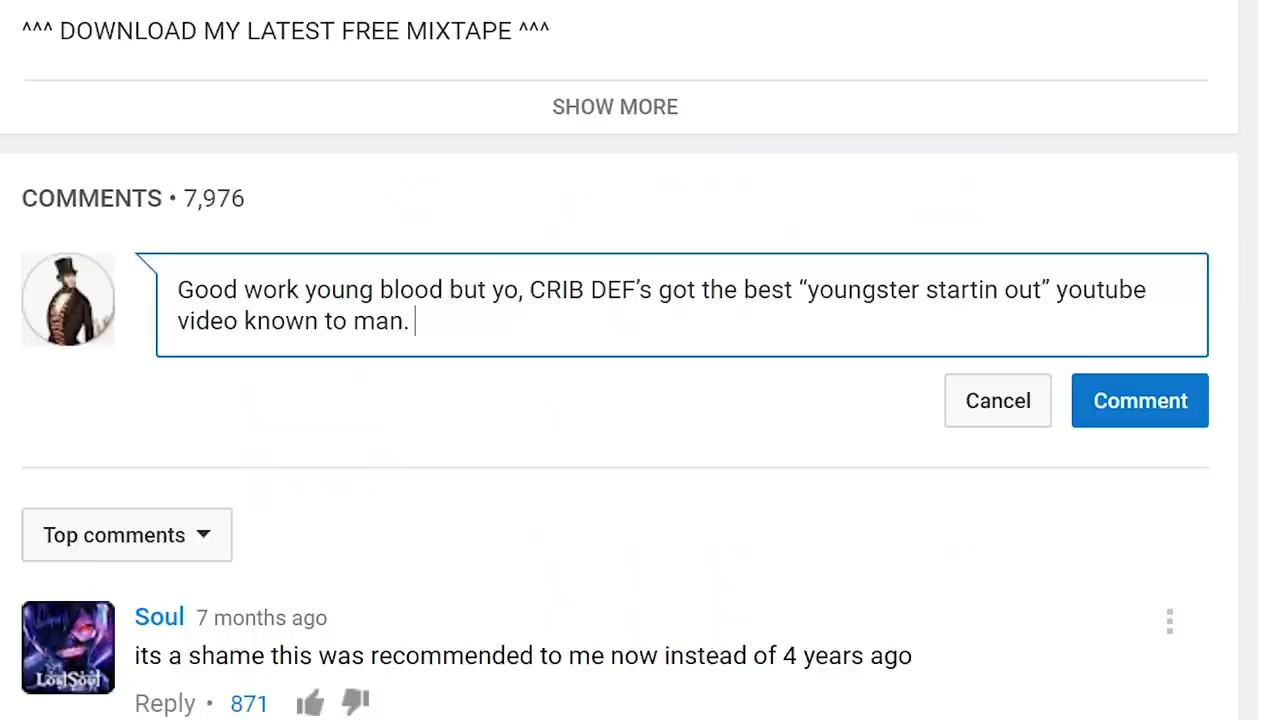 ^^^ DOWNLOAD MY LATEST FREE MIXTAPE ^^^
SHOW MORE
COMMENTS • 7,976
Good work young blood but yo, CRIB DEF’s got the best “youngster startin out” youtube
video known to man.
Cancel
Comment
Top comments
Soul 7 months ago
its a shame this was recommended to me now instead of 4 years ago
LostSoul
Reply • 871